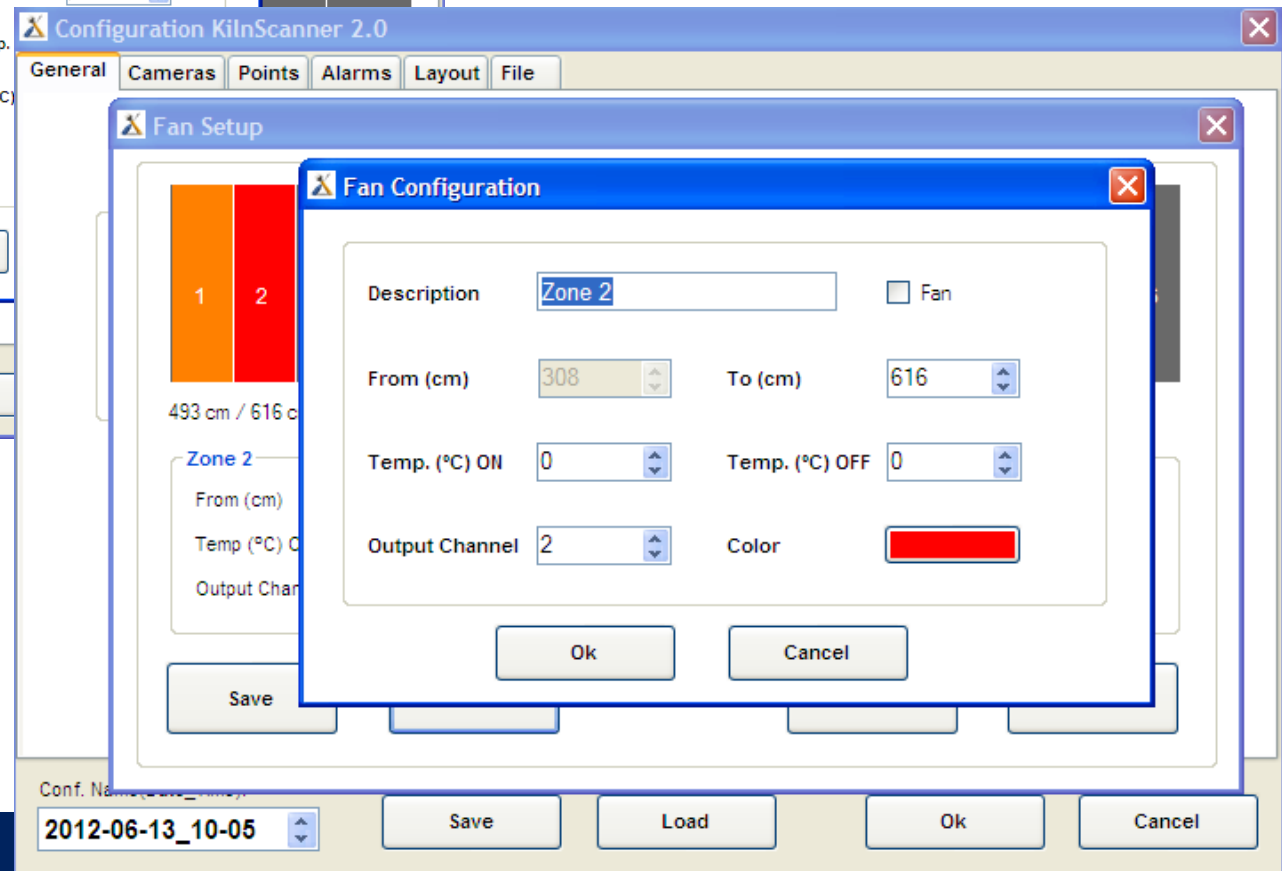 Configuration KilnScanner 2.0
General Cameras Points Alarms Layout File
Fan Setup
Fan Configuration
1 2
Description Zone 2 Fan
From (cm) 308 To (cm) 616
493 cm / 616 c
Zone 2
Temp. (ºC) ON 0 Temp. (ºC) OFF 0
From (cm)
Temp (ºC) O
Output Channel 2 Color
Output Chan
Ok Cancel
Save
Conf. Na
2012-06-13_10-05
Save Load Ok Cancel